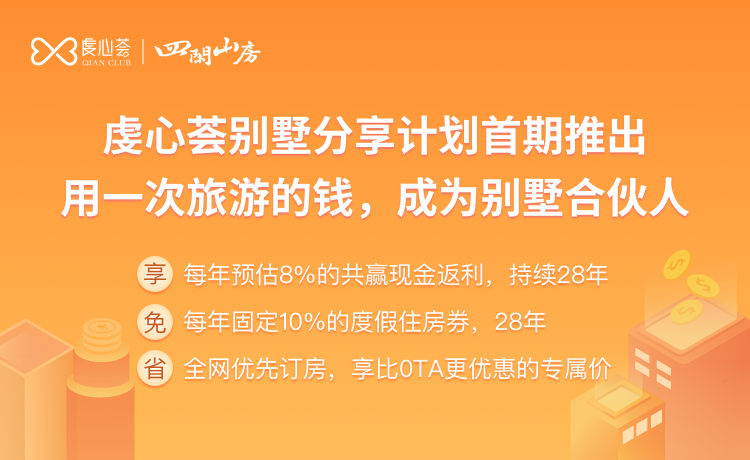 虔心荟
QIAN CLUB
四閑山房
虔心荟别墅分享计划首期推出
用一次旅游的钱，成为别墅合伙人
享 每年预估8%的共赢现金返利，持续28年
免 每年固定10%的度假住房券，28年
省 全网优先订房，享比OTA更优惠的专属价